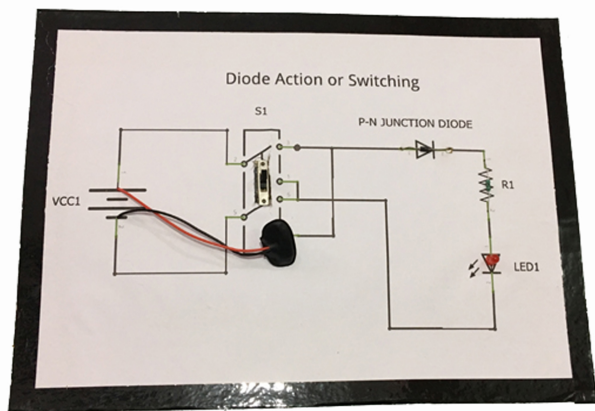 Diode Action or Switching
S1
P-N JUNCTION DIODE
VCC1
R1
LED1